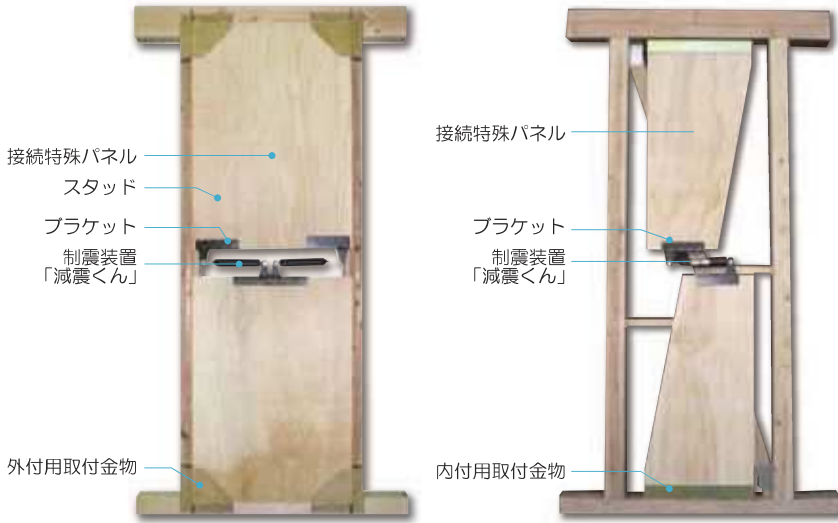 接続特殊パネル
スタッド
ブラケット
制震装置
「減震くん」
外付用取付金物
接続特殊パネル
ブラケット
制震装置
「減震くん」
内付用取付金物